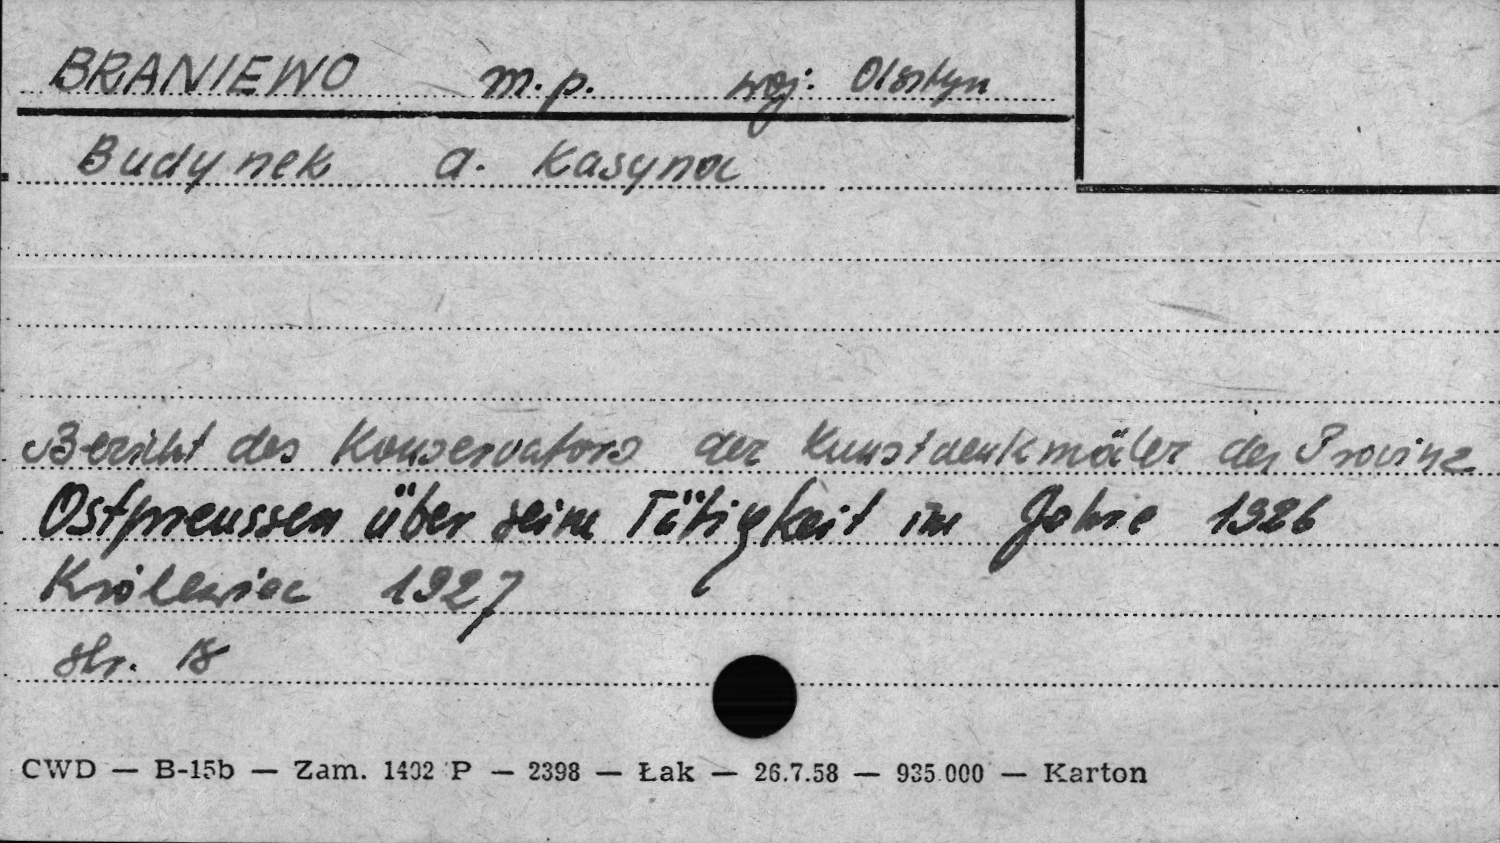 BRANIEWO m.p. woj: Olsztyn
Budynek d. Kasyna
Bericht des Konservators der Kunstdenkmäler der Provinz
Ostpreussen über seine Tätigkeit im Jahre 1926
Królewiec 1927
str. 18
CWD — B-15b — Zam. 1402 P — 2398 — Łak — 26.7.58 — 935.000 — Karton